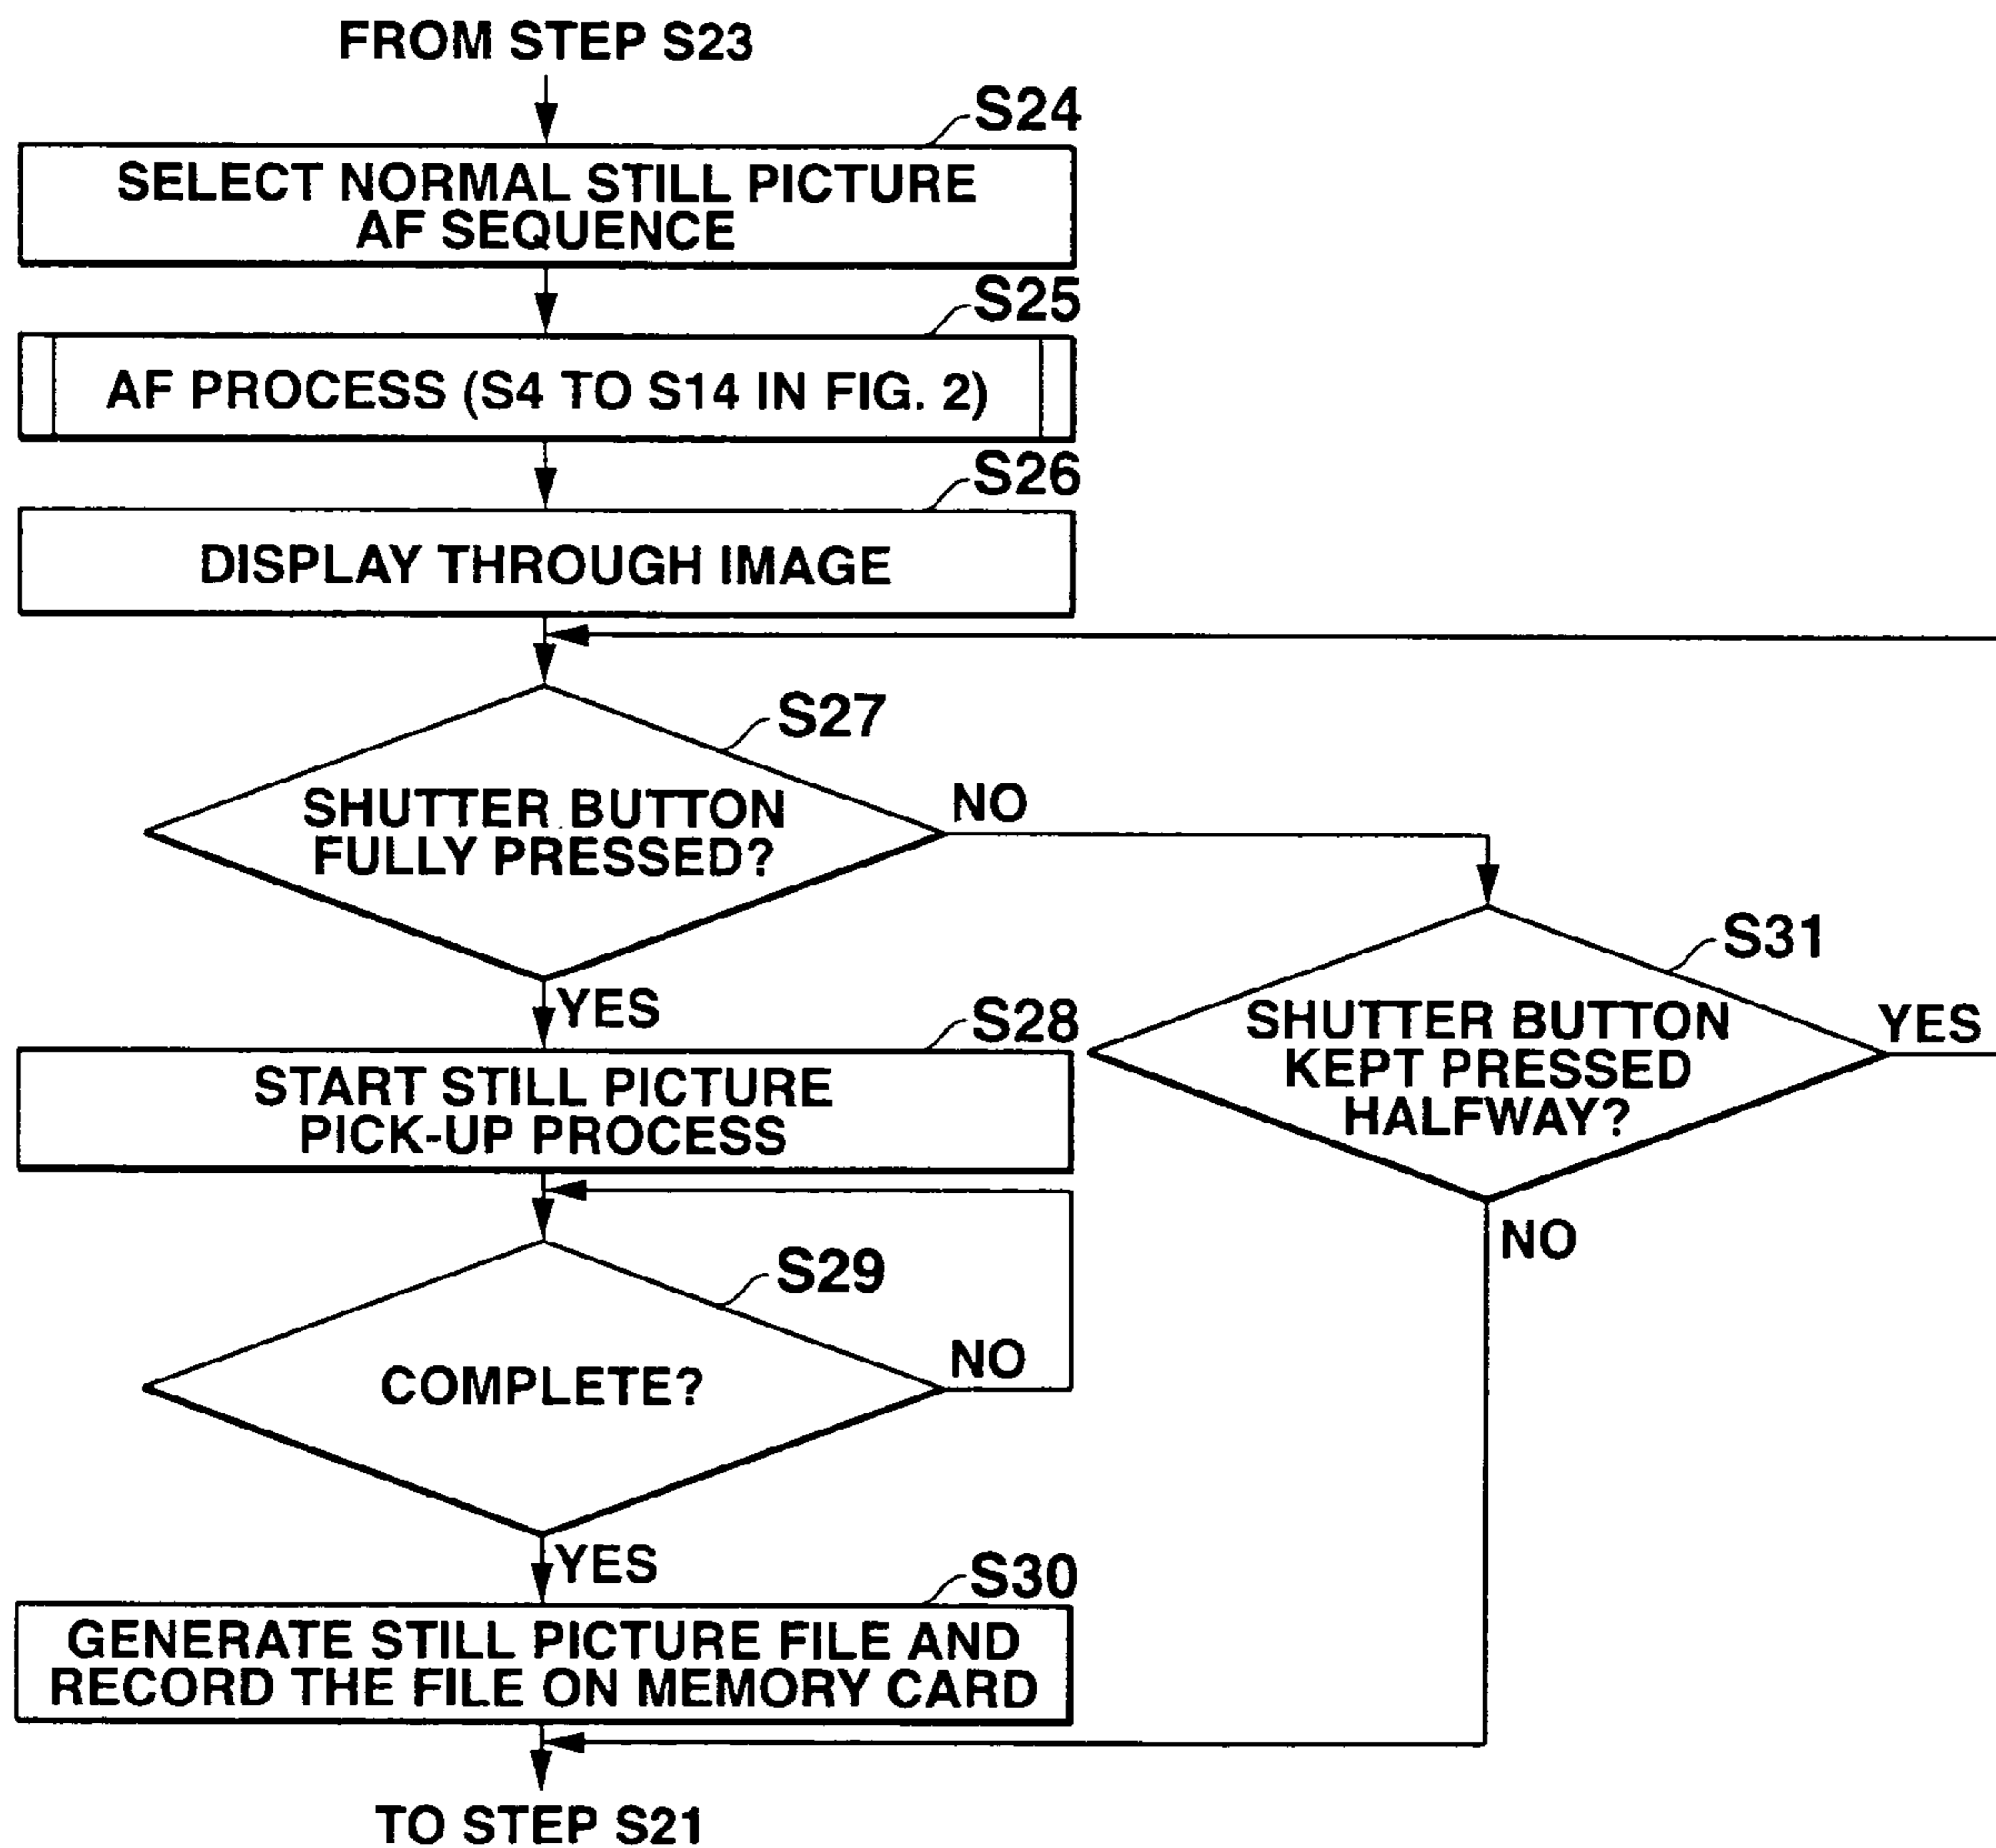 FROM STEP S23
S24
SELECT NORMAL STILL PICTURE
AF SEQUENCE
S25
AF PROCESS (S4 TO S14 IN FIG. 2)
S26
DISPLAY THROUGH IMAGE
S27
SHUTTER BUTTON
FULLY PRESSED?
NO
YES
S31
SHUTTER BUTTON
KEPT PRESSED
HALFWAY?
YES
NO
S28
START STILL PICTURE
PICK-UP PROCESS
S29
COMPLETE?
NO
YES
S30
GENERATE STILL PICTURE FILE AND
RECORD THE FILE ON MEMORY CARD
TO STEP S21